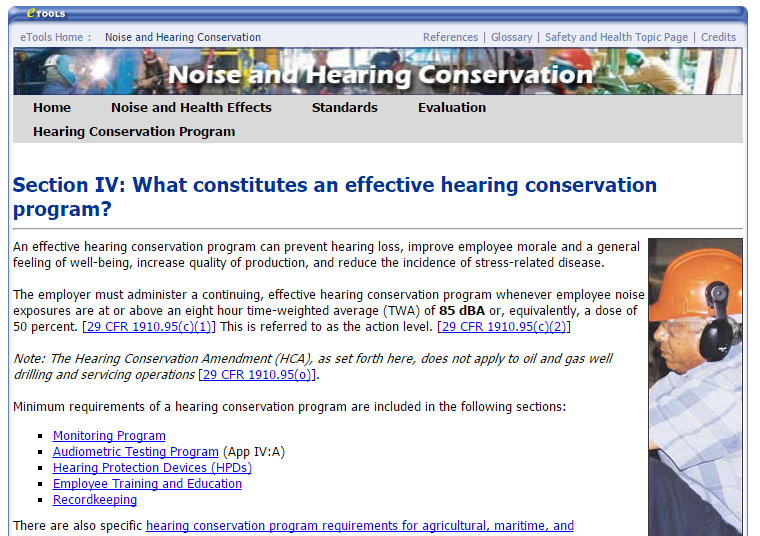 eTOOLS
eTools Home : Noise and Hearing Conservation
References | Glossary | Safety and Health Topic Page | Credits
Noise and Hearing Conservation
Home Noise and Health Effects Standards Evaluation
Hearing Conservation Program
Section IV: What constitutes an effective hearing conservation
program?
An effective hearing conservation program can prevent hearing loss, improve employee morale and a general
feeling of well-being, increase quality of production, and reduce the incidence of stress-related disease.
The employer must administer a continuing, effective hearing conservation program whenever employee noise
exposures are at or above an eight hour time-weighted average (TWA) of 85 dBA or, equivalently, a dose of
50 percent. [29 CFR 1910.95(c)(1)] This is referred to as the action level. [29 CFR 1910.95(c)(2)]
Note: The Hearing Conservation Amendment (HCA), as set forth here, does not apply to oil and gas well
drilling and servicing operations [29 CFR 1910.95(o)].
Minimum requirements of a hearing conservation program are included in the following sections:
Monitoring Program
Audiometric Testing Program (App IV:A)
Hearing Protection Devices (HPDs)
Employee Training and Education
Recordkeeping
There are also specific hearing conservation program requirements for agricultural, maritime, and